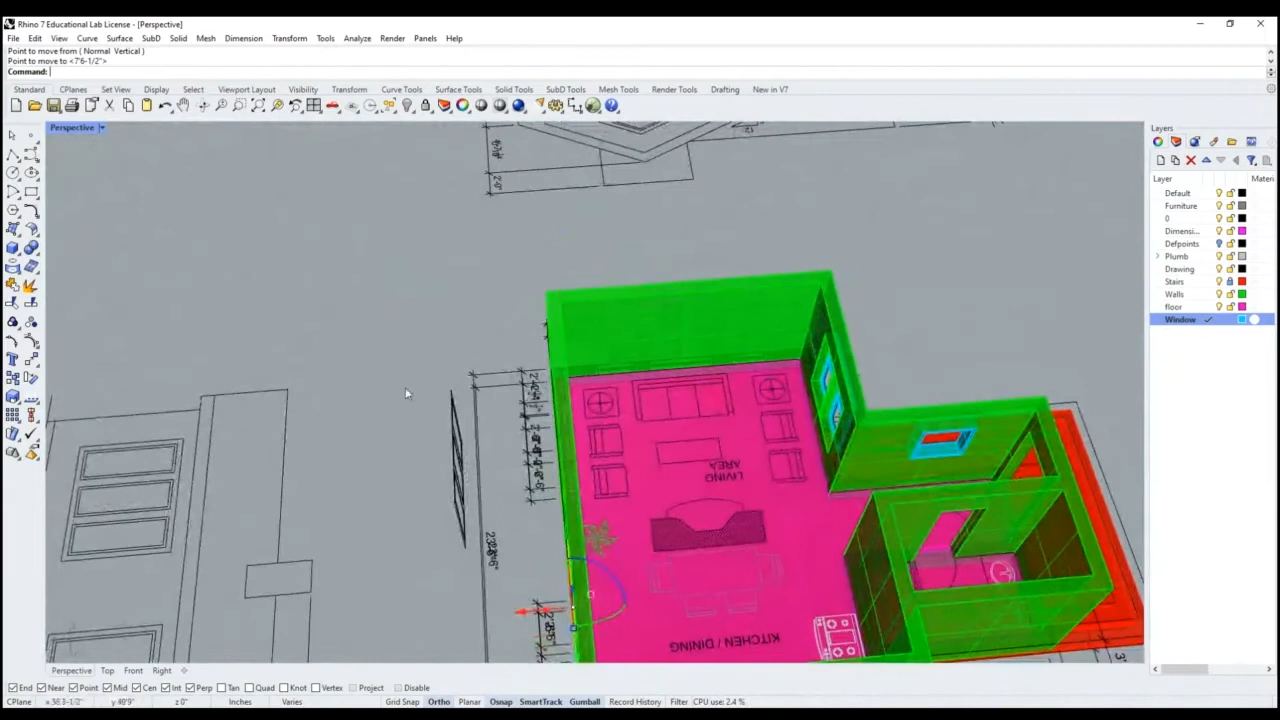 Rhino 7 Educational Lab License - [Perspective]
File Edit View Curve Surface SubD Solid Mesh Dimension Transform Tools Analyze Render Panels Help
Point to move from ( Normal Vertical )
Point to move to <7'6-1/2">
Command:
Standard CPlanes Set View Display Select Viewport Layout Visibility Transform Curve Tools Surface Tools Solid Tools SubD Tools Mesh Tools Render Tools Drafting New in V7
Perspective
Layers
Layer Materi
Default
Furniture
0
Dimensi...
Defpoints
Plumb
Drawing
Stairs
Walls
floor
Window
LIVING
AREA
KITCHEN / DINING
Perspective Top Front Right
End Near Point Mid Cen Int Perp Tan Quad Knot Vertex Project Disable
CPlane y 40'9" z 0" Inches Varies Grid Snap Ortho Planar Osnap SmartTrack Gumball Record History Filter CPU use: 2.4 %